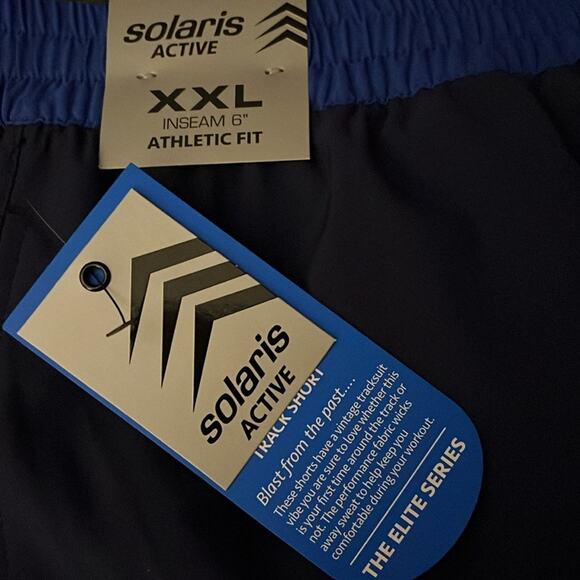 solaris
ACTIVE
XXL
INSEAM 6"
ATHLETIC FIT
solaris
ACTIVE
TRACK SHORT
Blast from the past....
These shorts have a vintage tracksuit
vibe you are sure to love whether this
is your first time around the track or
not. The performance fabric wicks
away sweat to help keep you
comfortable during your workout.
THE ELITE SERIES